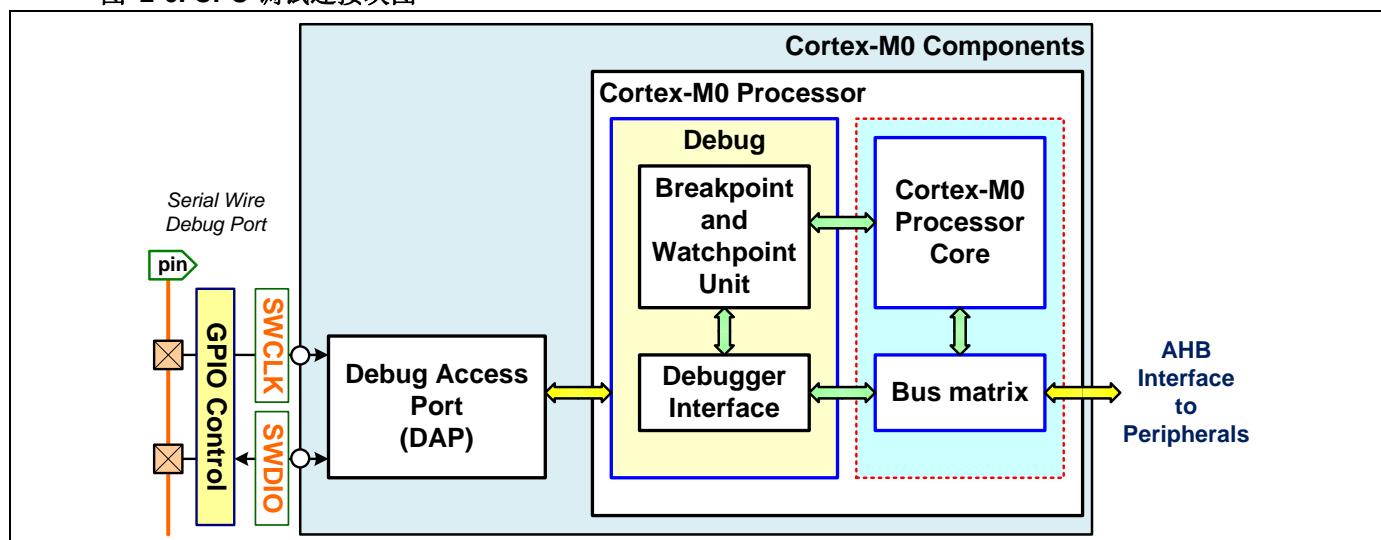 Cortex-M0 Components
Cortex-M0 Processor
Debug
Breakpoint
and
Watchpoint
Unit
Cortex-M0
Processor
Core
Serial Wire
Debug Port
pin
GPIO Control
SWCLK
SWDIO
Debug Access
Port
(DAP)
Debugger
Interface
Bus matrix
AHB
Interface
to
Peripherals